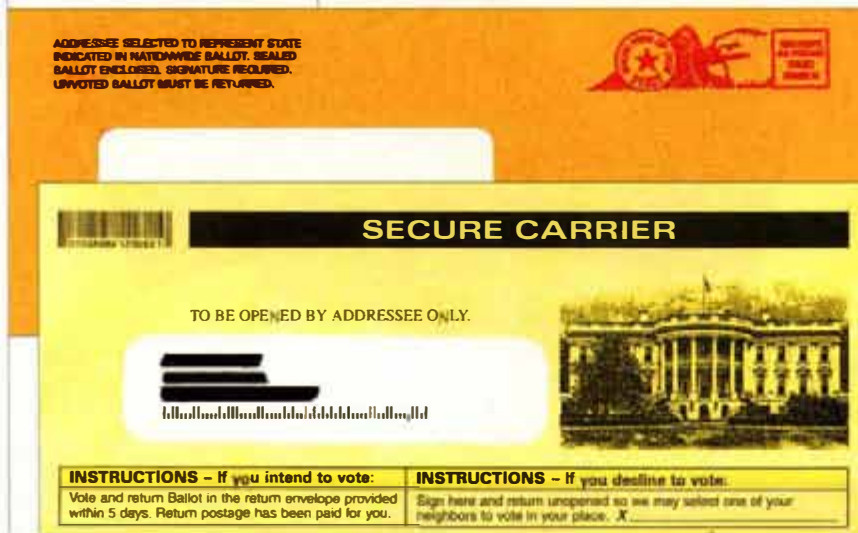 ADDRESSEE SELECTED TO REPRESENT STATE
INDICATED IN NATIONWIDE BALLOT. SEALED
BALLOT ENCLOSED. SIGNATURE REQUIRED.
UNVOTED BALLOT MUST BE RETURNED.
SECURE CARRIER
TO BE OPENED BY ADDRESSEE ONLY.
INSTRUCTIONS – If you intend to vote:
Vote and return Ballot in the return envelope provided
within 5 days. Return postage has been paid for you.
INSTRUCTIONS – If you decline to vote:
Sign here and return unopened so we may select one of your
neighbors to vote in your place. X